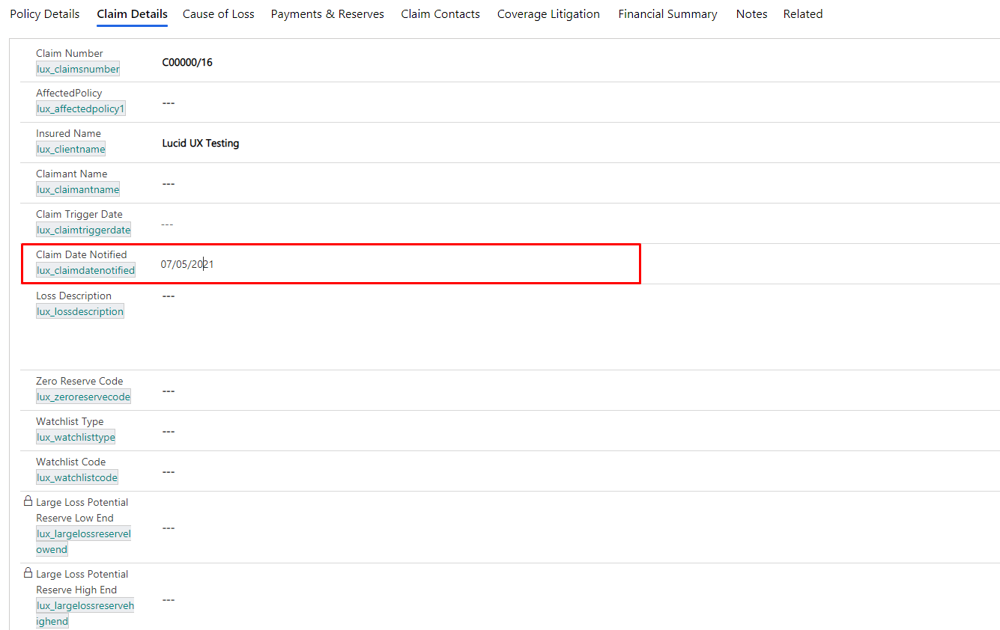 Policy Details Claim Details Cause of Loss Payments & Reserves Claim Contacts Coverage Litigation Financial Summary Notes Related
Claim Number
lux_claimsnumber
C00000/16
AffectedPolicy
lux_affectedpolicy1
---
Insured Name
lux_clientname
Lucid UX Testing
Claimant Name
lux_claimantname
---
Claim Trigger Date
lux_claimtriggerdate
---
Claim Date Notified
lux_claimdatenotified
07/05/2021
Loss Description
lux_lossdescription
---
Zero Reserve Code
lux_zeroreservecode
---
Watchlist Type
lux_watchlisttype
---
Watchlist Code
lux_watchlistcode
---
Large Loss Potential
Reserve Low End
lux_largelossreservel
owend
---
Large Loss Potential
Reserve High End
lux_largelossreserveh
ighend
---